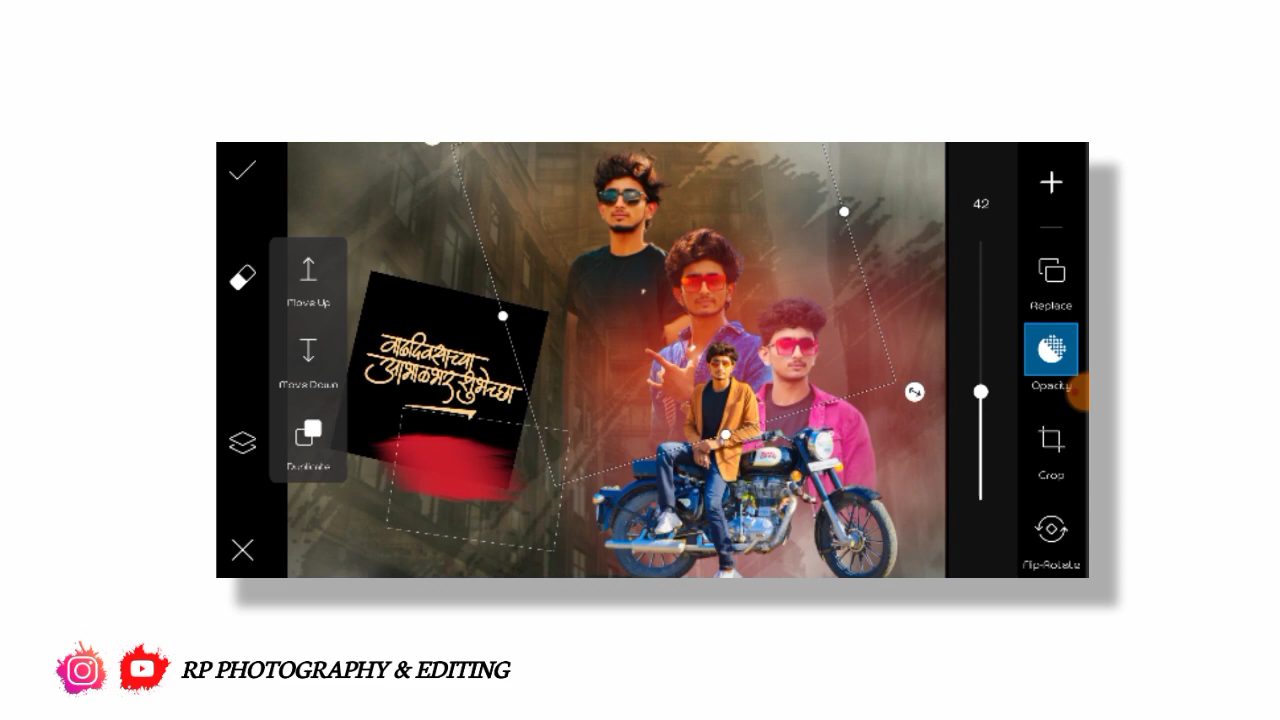 42
Move Up
Replace
वाढदिवसाच्या
आभाळभर शुभेच्छा
Move Down
Opacity
Duplicate
Crop
Flip-Rotate
RP PHOTOGRAPHY & EDITING